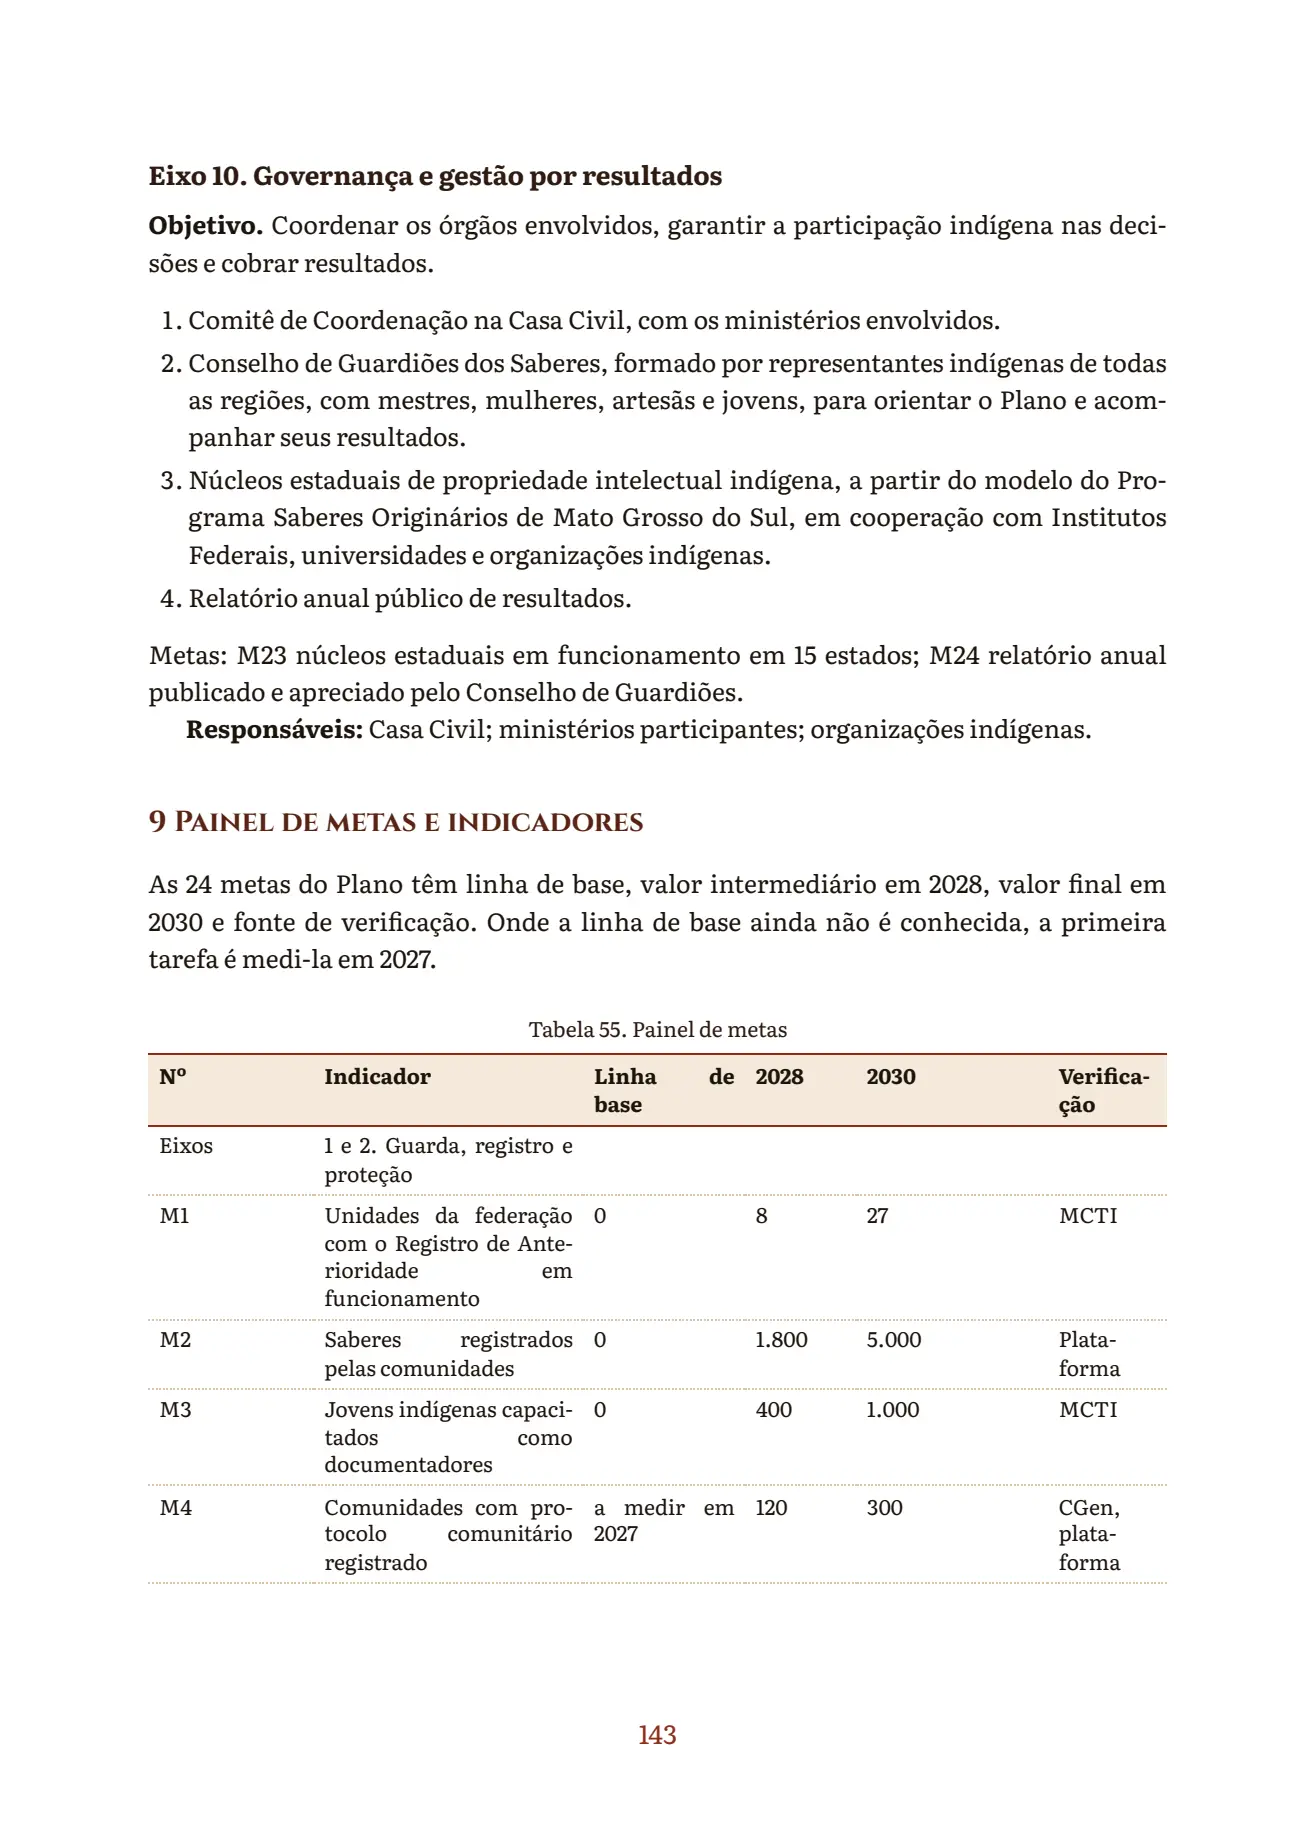 Eixo 10. Governança e gestão por resultados
Objetivo. Coordenar os órgãos envolvidos, garantir a participação indígena nas deci-
sões e cobrar resultados.
1. Comitê de Coordenação na Casa Civil, com os ministérios envolvidos.
2. Conselho de Guardiões dos Saberes, formado por representantes indígenas de todas
as regiões, com mestres, mulheres, artesãs e jovens, para orientar o Plano e acom-
panhar seus resultados.
3. Núcleos estaduais de propriedade intelectual indígena, a partir do modelo do Pro-
grama Saberes Originários de Mato Grosso do Sul, em cooperação com Institutos
Federais, universidades e organizações indígenas.
4. Relatório anual público de resultados.
Metas: M23 núcleos estaduais em funcionamento em 15 estados; M24 relatório anual
publicado e apreciado pelo Conselho de Guardiões.
Responsáveis: Casa Civil; ministérios participantes; organizações indígenas.
9 Painel de metas e indicadores
As 24 metas do Plano têm linha de base, valor intermediário em 2028, valor final em
2030 e fonte de verificação. Onde a linha de base ainda não é conhecida, a primeira
tarefa é medi-la em 2027.
Tabela 55. Painel de metas
Nº Indicador Linha de 2028 2030 Verifica-
base ção
Eixos 1 e 2. Guarda, registro e
proteção
M1 Unidades da federação 0 8 27 MCTI
com o Registro de Ante-
rioridade em
funcionamento
M2 Saberes registrados 0 1.800 5.000 Plata-
pelas comunidades forma
M3 Jovens indígenas capaci- 0 400 1.000 MCTI
tados como
documentadores
M4 Comunidades com pro- a medir em 120 300 CGen,
tocolo comunitário 2027 plata-
registrado forma
143